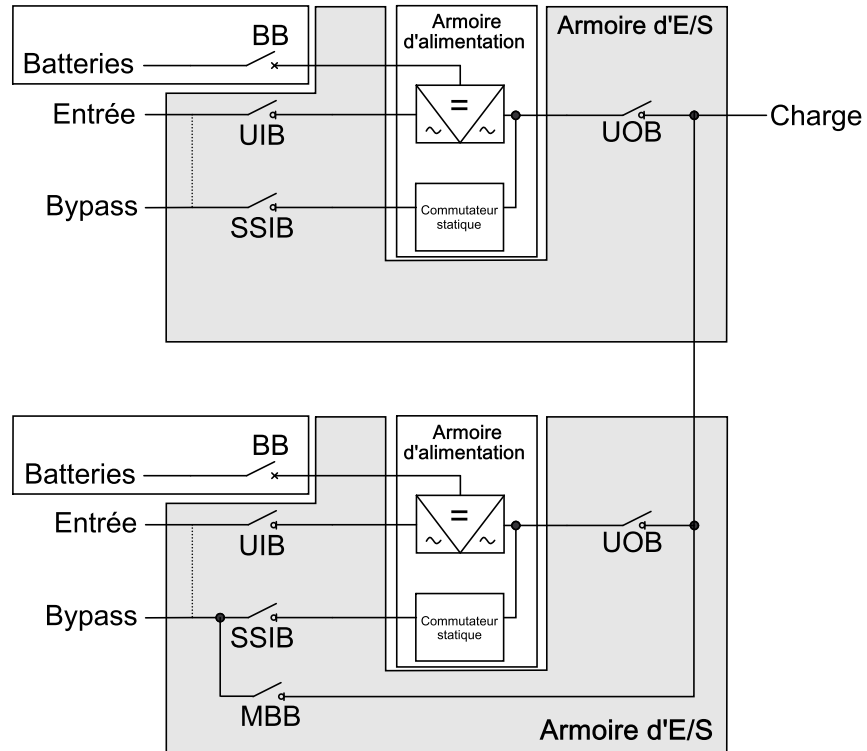 BB
Batteries
Entrée
UIB
Bypass
SSIB
Armoire
d'alimentation
=
~ ~
Commutateur
statique
Armoire d'E/S
UOB
Charge
BB
Batteries
Entrée
UIB
Bypass
SSIB
MBB
Armoire
d'alimentation
=
~ ~
Commutateur
statique
UOB
Armoire d'E/S